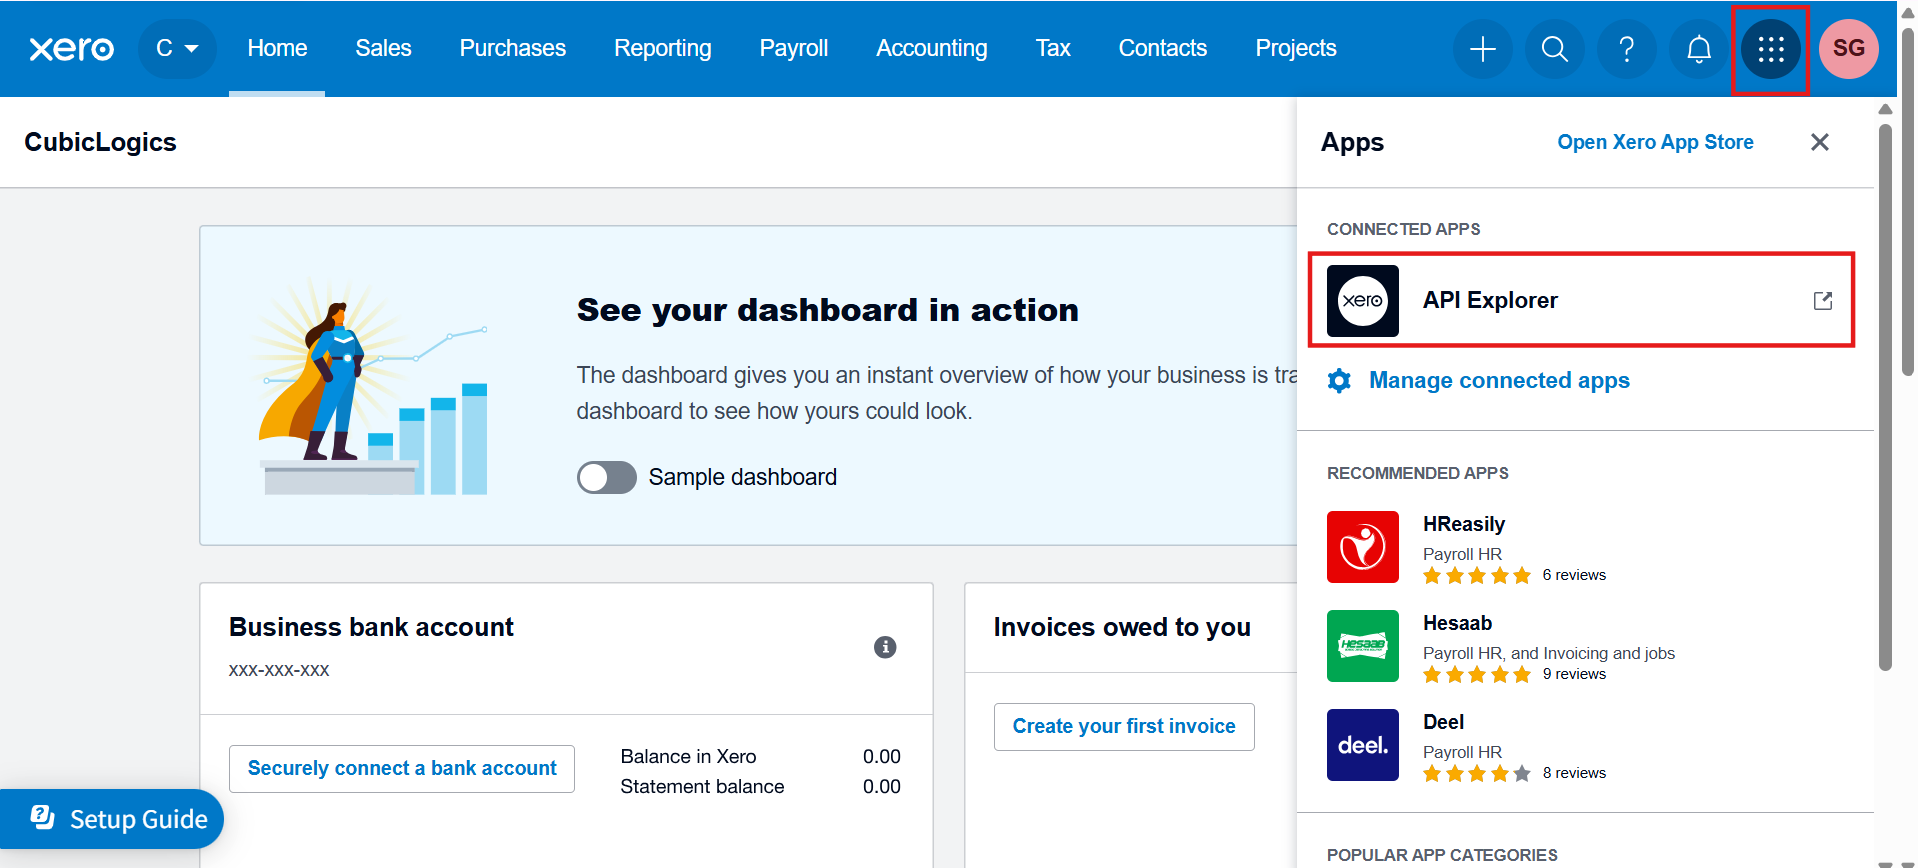 xero C Home Sales Purchases Reporting Payroll Accounting Tax Contacts Projects SG
CubicLogics
Apps
Open Xero App Store
CONNECTED APPS
xero
API Explorer
Manage connected apps
See your dashboard in action
The dashboard gives you an instant overview of how your business is tra
dashboard to see how yours could look.
Sample dashboard
RECOMMENDED APPS
HReasily
Payroll HR
6 reviews
Hesaab
Hesaab
Payroll HR, and Invoicing and jobs
9 reviews
deel.
Deel
Payroll HR
8 reviews
POPULAR APP CATEGORIES
Business bank account
xxx-xxx-xxx
Securely connect a bank account
Balance in Xero 0.00
Statement balance 0.00
Invoices owed to you
Create your first invoice
Setup Guide